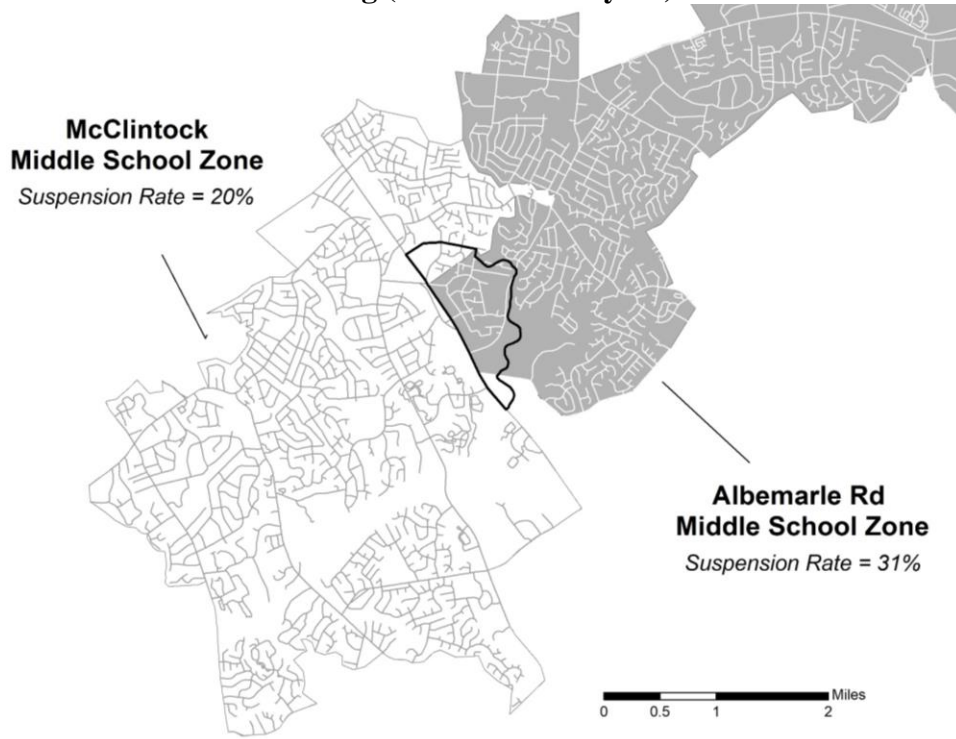 McClintock
Middle School Zone
Suspension Rate = 20%
Albemarle Rd
Middle School Zone
Suspension Rate = 31%
Miles
0 0.5 1 2